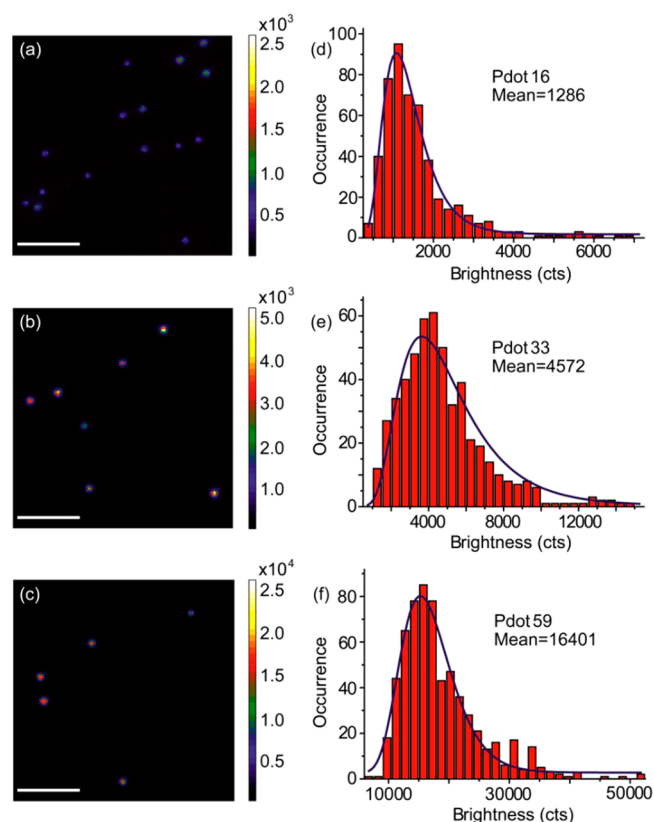 (a)
x10³
2.5
2.0
1.5
1.0
0.5
(d)
100
80
60
40
20
0
Occurrence
Pdot 16
Mean=1286
2000 4000 6000
Brightness (cts)
(b)
x10³
5.0
4.0
3.0
2.0
1.0
(e)
60
40
20
0
Occurrence
Pdot 33
Mean=4572
4000 8000 12000
Brightness (cts)
(c)
x10⁴
2.5
2.0
1.5
1.0
0.5
(f)
80
60
40
20
0
Occurrence
Pdot 59
Mean=16401
10000 30000 50000
Brightness (cts)